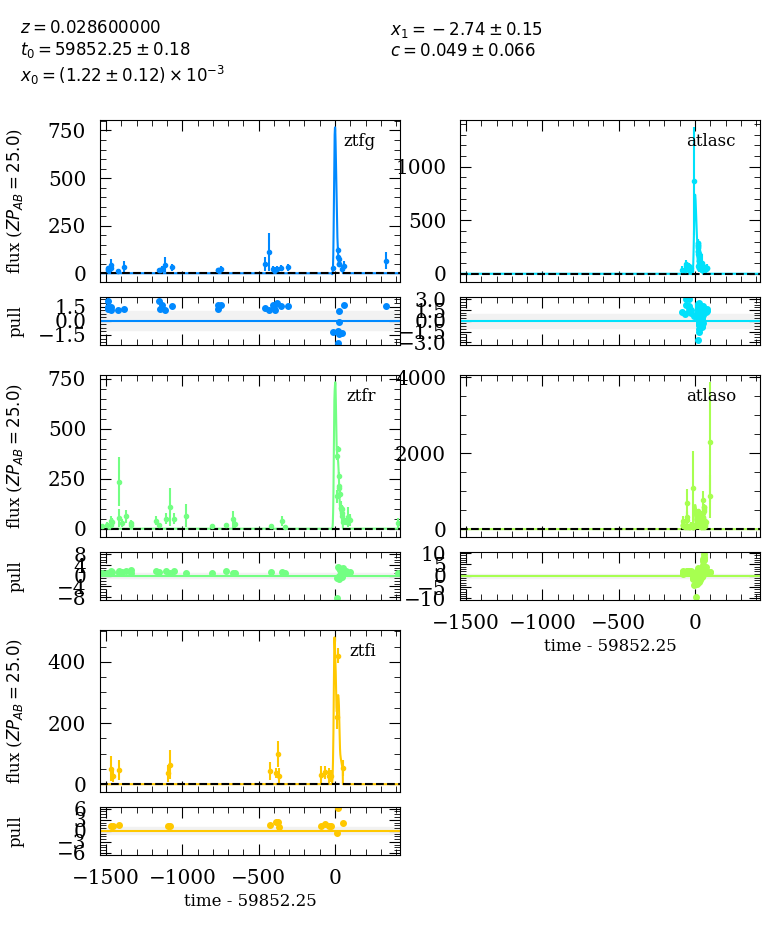 z = 0.028600000
t₀ = 59852.25 ± 0.18
x₀ = (1.22 ± 0.12) × 10⁻³
x₁ = −2.74 ± 0.15
c = 0.049 ± 0.066
ztfg
750
500
250
0
flux (ZP_AB = 25.0)
1.5
0.0
−1.5
pull
atlasc
1000
500
0
3.0
1.5
0.0
−1.5
−3.0
ztfr
750
500
250
0
flux (ZP_AB = 25.0)
8
4
0
−4
−8
pull
atlaso
4000
2000
0
10
5
0
−5
−10
−1500 −1000 −500 0
time - 59852.25
ztfi
400
200
0
flux (ZP_AB = 25.0)
6
3
0
−3
−6
pull
−1500 −1000 −500 0
time - 59852.25